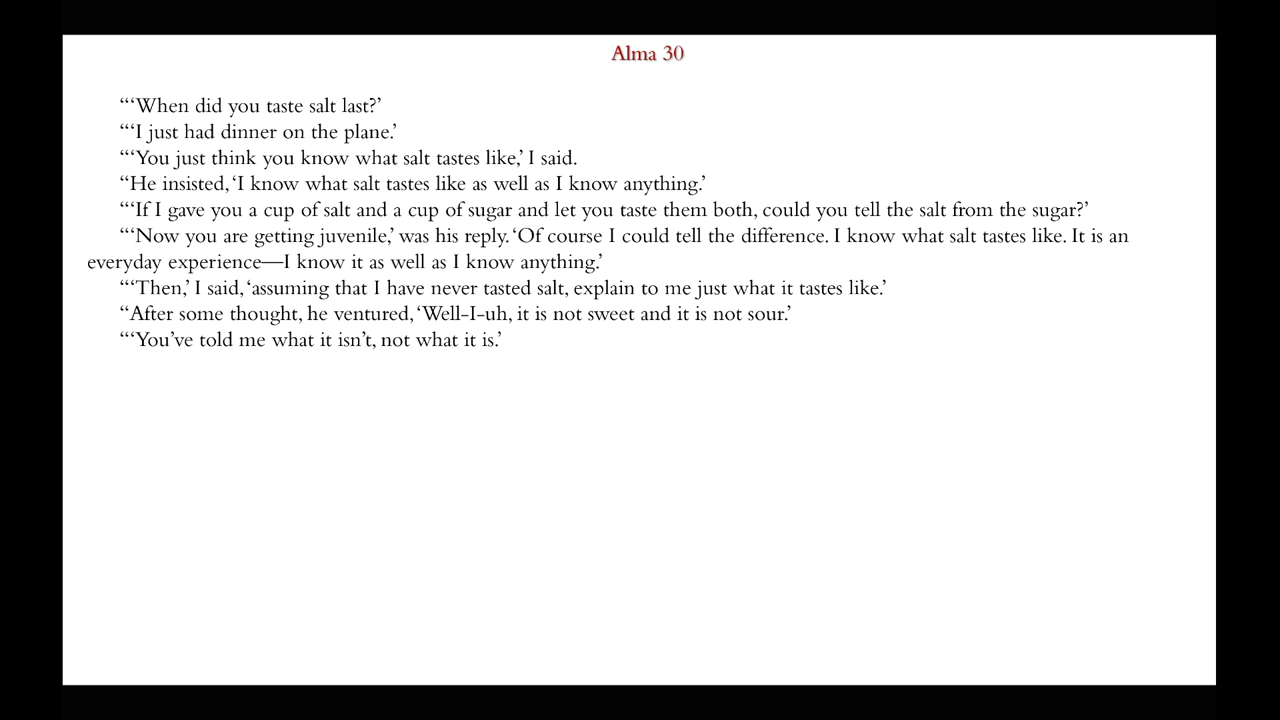 Alma 30
“‘When did you taste salt last?’
“‘I just had dinner on the plane.’
“‘You just think you know what salt tastes like,’ I said.
“He insisted, ‘I know what salt tastes like as well as I know anything.’
“‘If I gave you a cup of salt and a cup of sugar and let you taste them both, could you tell the salt from the sugar?’
“‘Now you are getting juvenile,’ was his reply. ‘Of course I could tell the difference. I know what salt tastes like. It is an
everyday experience—I know it as well as I know anything.’
“‘Then,’ I said, ‘assuming that I have never tasted salt, explain to me just what it tastes like.’
“After some thought, he ventured, ‘Well-I-uh, it is not sweet and it is not sour.’
“‘You’ve told me what it isn’t, not what it is.’